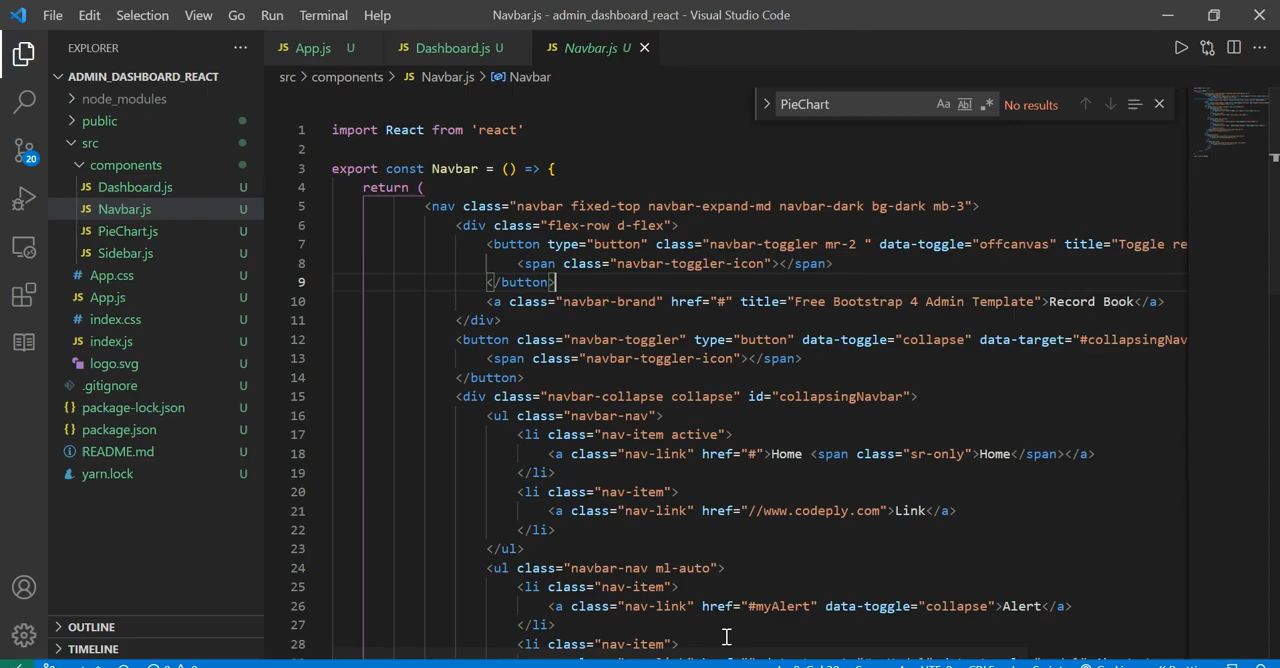 File Edit Selection View Go Run Terminal Help Navbar.js - admin_dashboard_react - Visual Studio Code
EXPLORER
App.js U Dashboard.js U Navbar.js U
src > components > JS Navbar.js > Navbar
PieChart Aa Abl .* No results
ADMIN_DASHBOARD_REACT
node_modules
public
src
components
JS Dashboard.js U
JS Navbar.js U
JS PieChart.js U
JS Sidebar.js U
# App.css U
JS App.js U
# index.css U
JS index.js U
logo.svg U
.gitignore U
{} package-lock.json U
{} package.json U
README.md U
yarn.lock U
OUTLINE
TIMELINE
20
1 import React from 'react'
2
3 export const Navbar = () => {
4 return (
5 <nav class="navbar fixed-top navbar-expand-md navbar-dark bg-dark mb-3">
6 <div class="flex-row d-flex">
7 <button type="button" class="navbar-toggler mr-2 " data-toggle="offcanvas" title="Toggle re
8 <span class="navbar-toggler-icon"></span>
9 </button>
10 <a class="navbar-brand" href="#" title="Free Bootstrap 4 Admin Template">Record Book</a>
11 </div>
12 <button class="navbar-toggler" type="button" data-toggle="collapse" data-target="#collapsingNav
13 <span class="navbar-toggler-icon"></span>
14 </button>
15 <div class="navbar-collapse collapse" id="collapsingNavbar">
16 <ul class="navbar-nav">
17 <li class="nav-item active">
18 <a class="nav-link" href="#">Home <span class="sr-only">Home</span></a>
19 </li>
20 <li class="nav-item">
21 <a class="nav-link" href="//www.codeply.com">Link</a>
22 </li>
23 </ul>
24 <ul class="navbar-nav ml-auto">
25 <li class="nav-item">
26 <a class="nav-link" href="#myAlert" data-toggle="collapse">Alert</a>
27 </li>
28 <li class="nav-item">